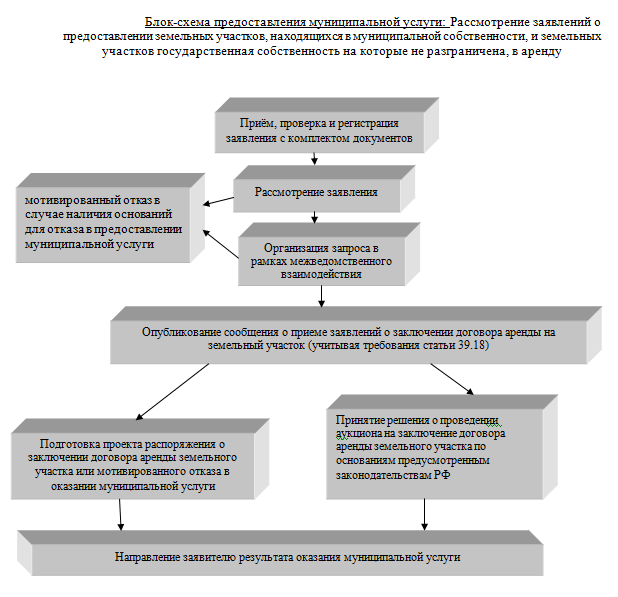 Блок-схема предоставления муниципальной услуги: Рассмотрение заявлений о
предоставлении земельных участков, находящихся в муниципальной собственности, и земельных
участков государственная собственность на которые не разграничена, в аренду
Приём, проверка и регистрация
заявления с комплектом документов
Рассмотрение заявления
мотивированный отказ в
случае наличия оснований
для отказа в предоставлении
муниципальной услуги
Организация запроса в
рамках межведомственного
взаимодействия
Опубликование сообщения о приеме заявлений о заключении договора аренды на
земельный участок (учитывая требования статьи 39.18)
Подготовка проекта распоряжения о
заключении договора аренды земельного
участка или мотивированного отказа в
оказании муниципальной услуги
Принятие решения о проведении
аукциона на заключение договора
аренды земельного участка по
основаниям предусмотренным
законодательствам РФ
Направление заявителю результата оказания муниципальной услуги